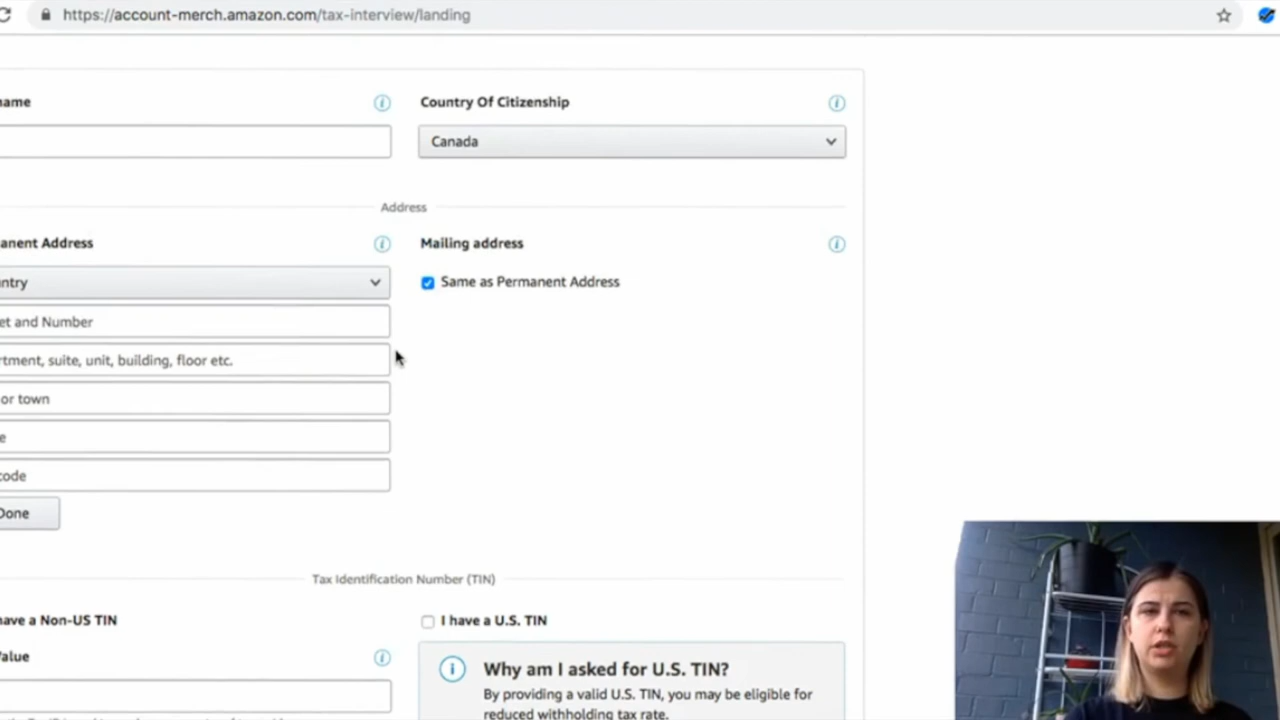 https://account-merch.amazon.com/tax-interview/landing
name
Country Of Citizenship
Canada
Address
anent Address
Mailing address
ntry
Same as Permanent Address
et and Number
rtment, suite, unit, building, floor etc.
or town
e
code
Done
Tax Identification Number (TIN)
have a Non-US TIN
I have a U.S. TIN
alue
Why am I asked for U.S. TIN?
By providing a valid U.S. TIN, you may be eligible for
reduced withholding tax rate.